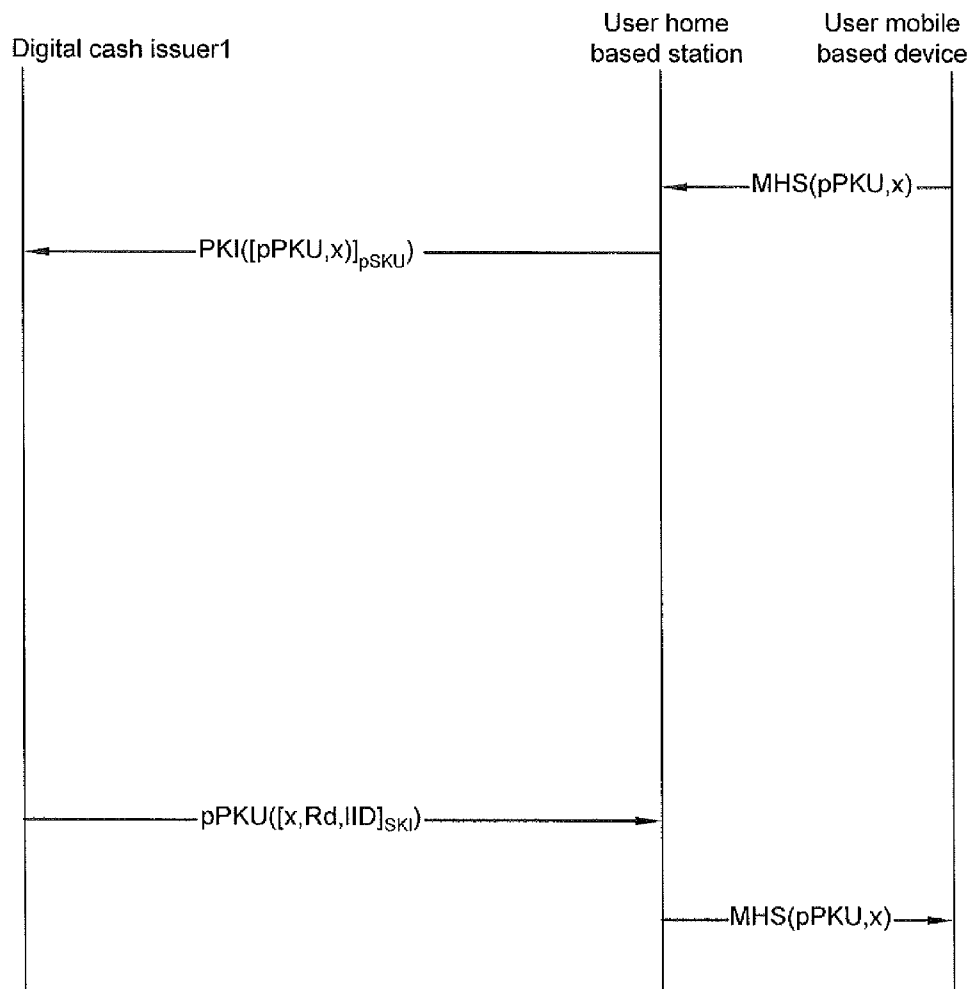 Digital cash issuer1
User home
based station
User mobile
based device
MHS(pPKU,x)
PKI([pPKU,x)]pSKU)
pPKU([x,Rd,IID]SKI)
MHS(pPKU,x)